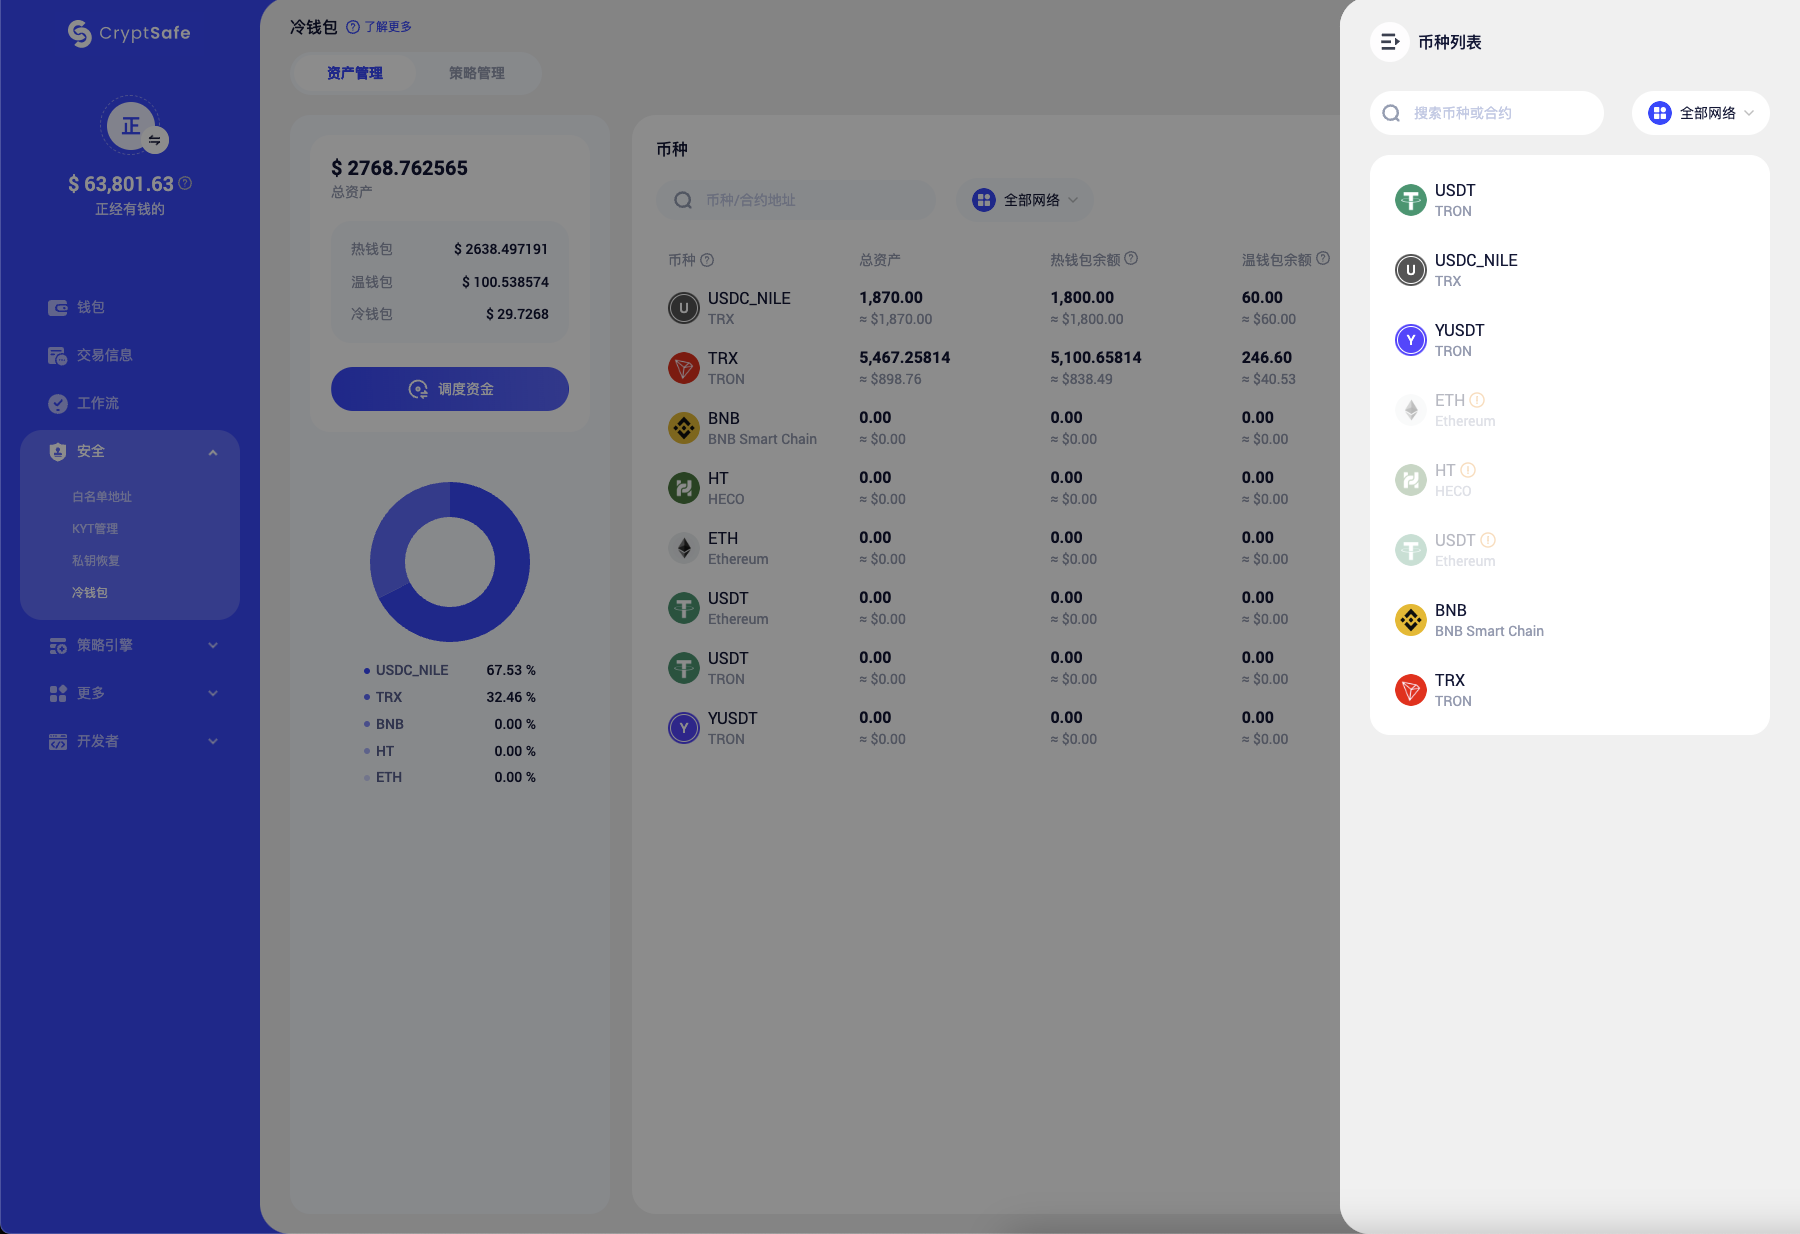 CryptSafe
正
$ 63,801.63
正经有钱的
钱包
交易信息
工作流
安全
白名单地址
KYT管理
私钥恢复
冷钱包
策略引擎
更多
开发者
冷钱包 了解更多
资产管理 策略管理
$ 2768.762565
总资产
热钱包 $ 2638.497191
温钱包 $ 100.538574
冷钱包 $ 29.7268
调度资金
USDC_NILE 67.53 %
TRX 32.46 %
BNB 0.00 %
HT 0.00 %
ETH 0.00 %
币种
币种/合约地址 全部网络
币种 总资产 热钱包余额 温钱包余额
USDC_NILE 1,870.00 1,800.00 60.00
TRX ≈ $1,870.00 ≈ $1,800.00 ≈ $60.00
TRX 5,467.25814 5,100.65814 246.60
TRON ≈ $898.76 ≈ $838.49 ≈ $40.53
BNB 0.00 0.00 0.00
BNB Smart Chain ≈ $0.00 ≈ $0.00 ≈ $0.00
HT 0.00 0.00 0.00
HECO ≈ $0.00 ≈ $0.00 ≈ $0.00
ETH 0.00 0.00 0.00
Ethereum ≈ $0.00 ≈ $0.00 ≈ $0.00
USDT 0.00 0.00 0.00
Ethereum ≈ $0.00 ≈ $0.00 ≈ $0.00
USDT 0.00 0.00 0.00
TRON ≈ $0.00 ≈ $0.00 ≈ $0.00
YUSDT 0.00 0.00 0.00
TRON ≈ $0.00 ≈ $0.00 ≈ $0.00
币种列表
搜索币种或合约 全部网络
USDT
TRON
U USDC_NILE
TRX
Y YUSDT
TRON
ETH
Ethereum
HT
HECO
USDT
Ethereum
BNB
BNB Smart Chain
TRX
TRON